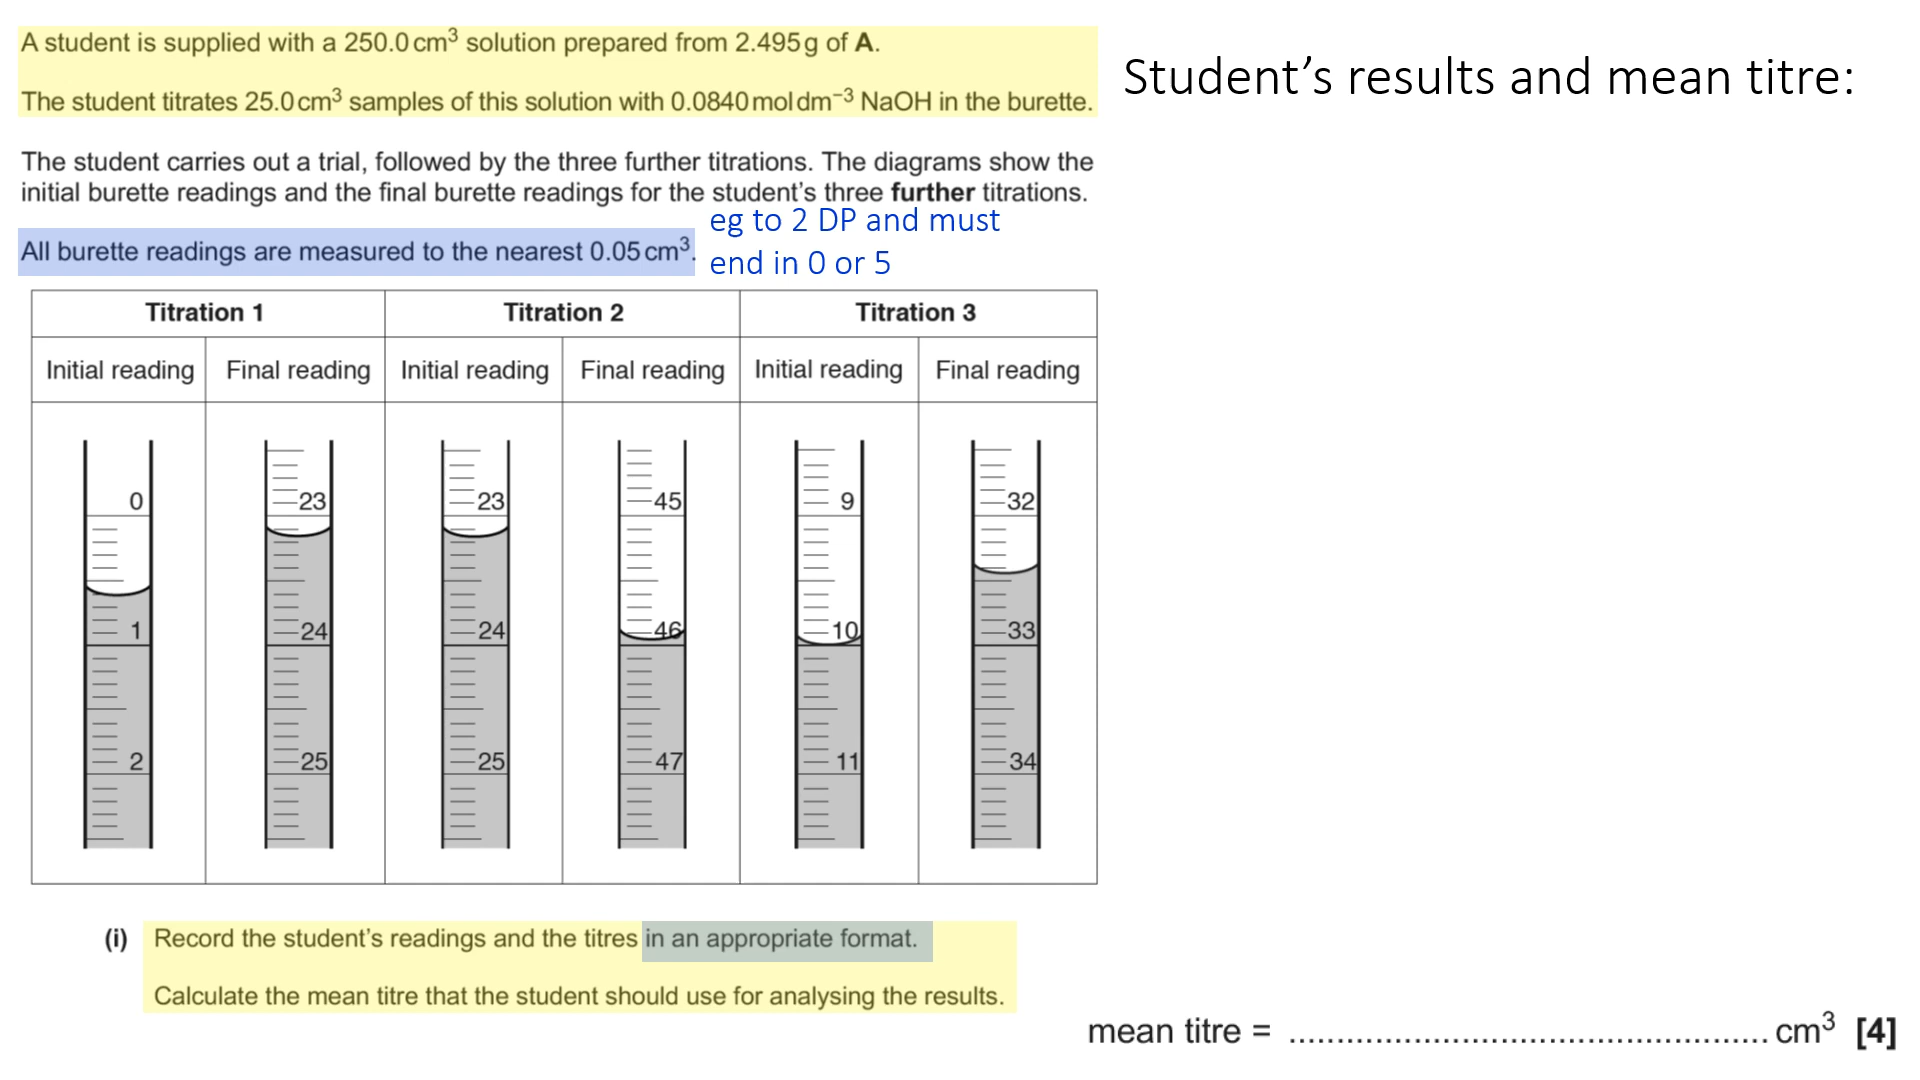 A student is supplied with a 250.0 cm³ solution prepared from 2.495 g of A.
The student titrates 25.0 cm³ samples of this solution with 0.0840 mol dm⁻³ NaOH in the burette.
Student’s results and mean titre:
The student carries out a trial, followed by the three further titrations. The diagrams show the
initial burette readings and the final burette readings for the student’s three further titrations.
All burette readings are measured to the nearest 0.05 cm³.
eg to 2 DP and must
end in 0 or 5
Titration 1 Titration 2 Titration 3
Initial reading Final reading Initial reading Final reading Initial reading Final reading
0 23 23 45 9 32
1 24 24 46 10 33
2 25 25 47 11 34
(i) Record the student’s readings and the titres in an appropriate format.
Calculate the mean titre that the student should use for analysing the results.
mean titre = ................................................. cm³ [4]